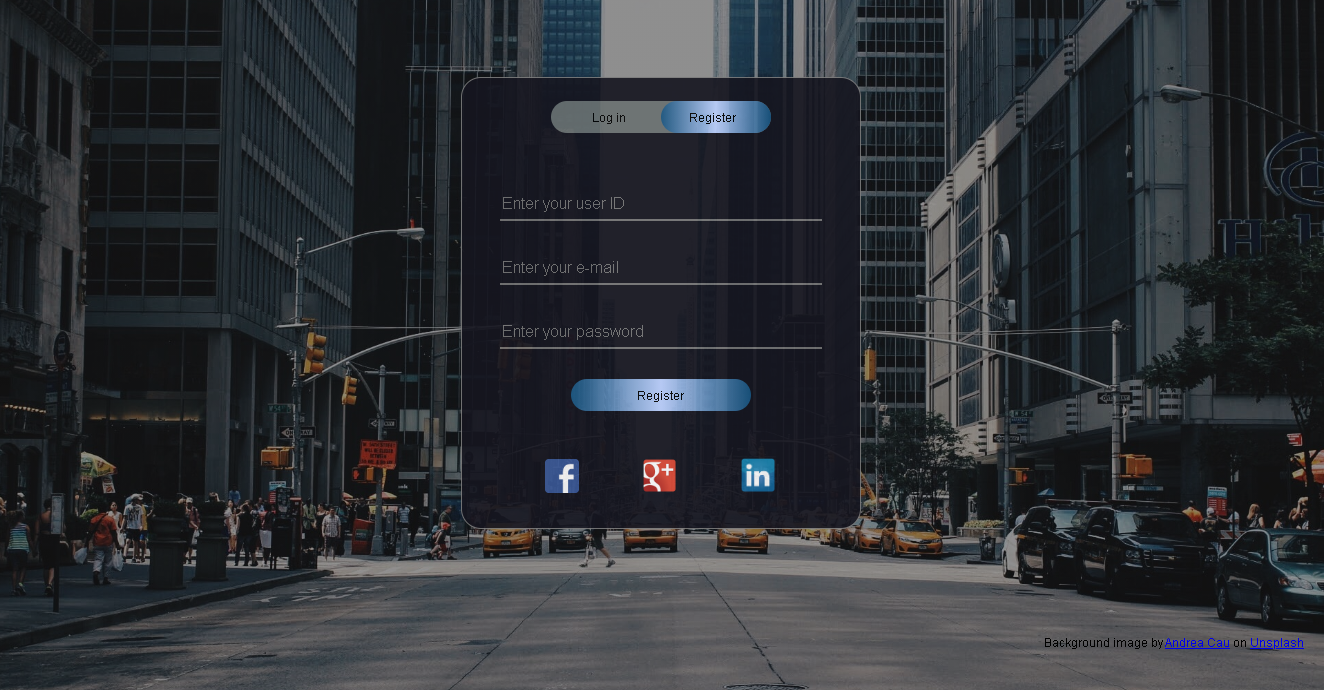 Log in
Register
Enter your user ID
Enter your e-mail
Enter your password
Register
f
g+
in
Background image by Andrea Cau on Unsplash